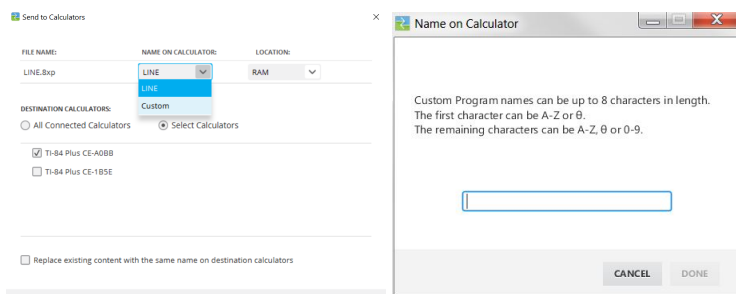 Send to Calculators
FILE NAME: NAME ON CALCULATOR: LOCATION:
LINE.8xp LINE RAM
LINE
Custom
DESTINATION CALCULATORS:
All Connected Calculators Select Calculators
TI-84 Plus CE-A0BB
TI-84 Plus CE-1B5E
Replace existing content with the same name on destination calculators
Name on Calculator
Custom Program names can be up to 8 characters in length.
The first character can be A-Z or θ.
The remaining characters can be A-Z, θ or 0-9.
CANCEL DONE